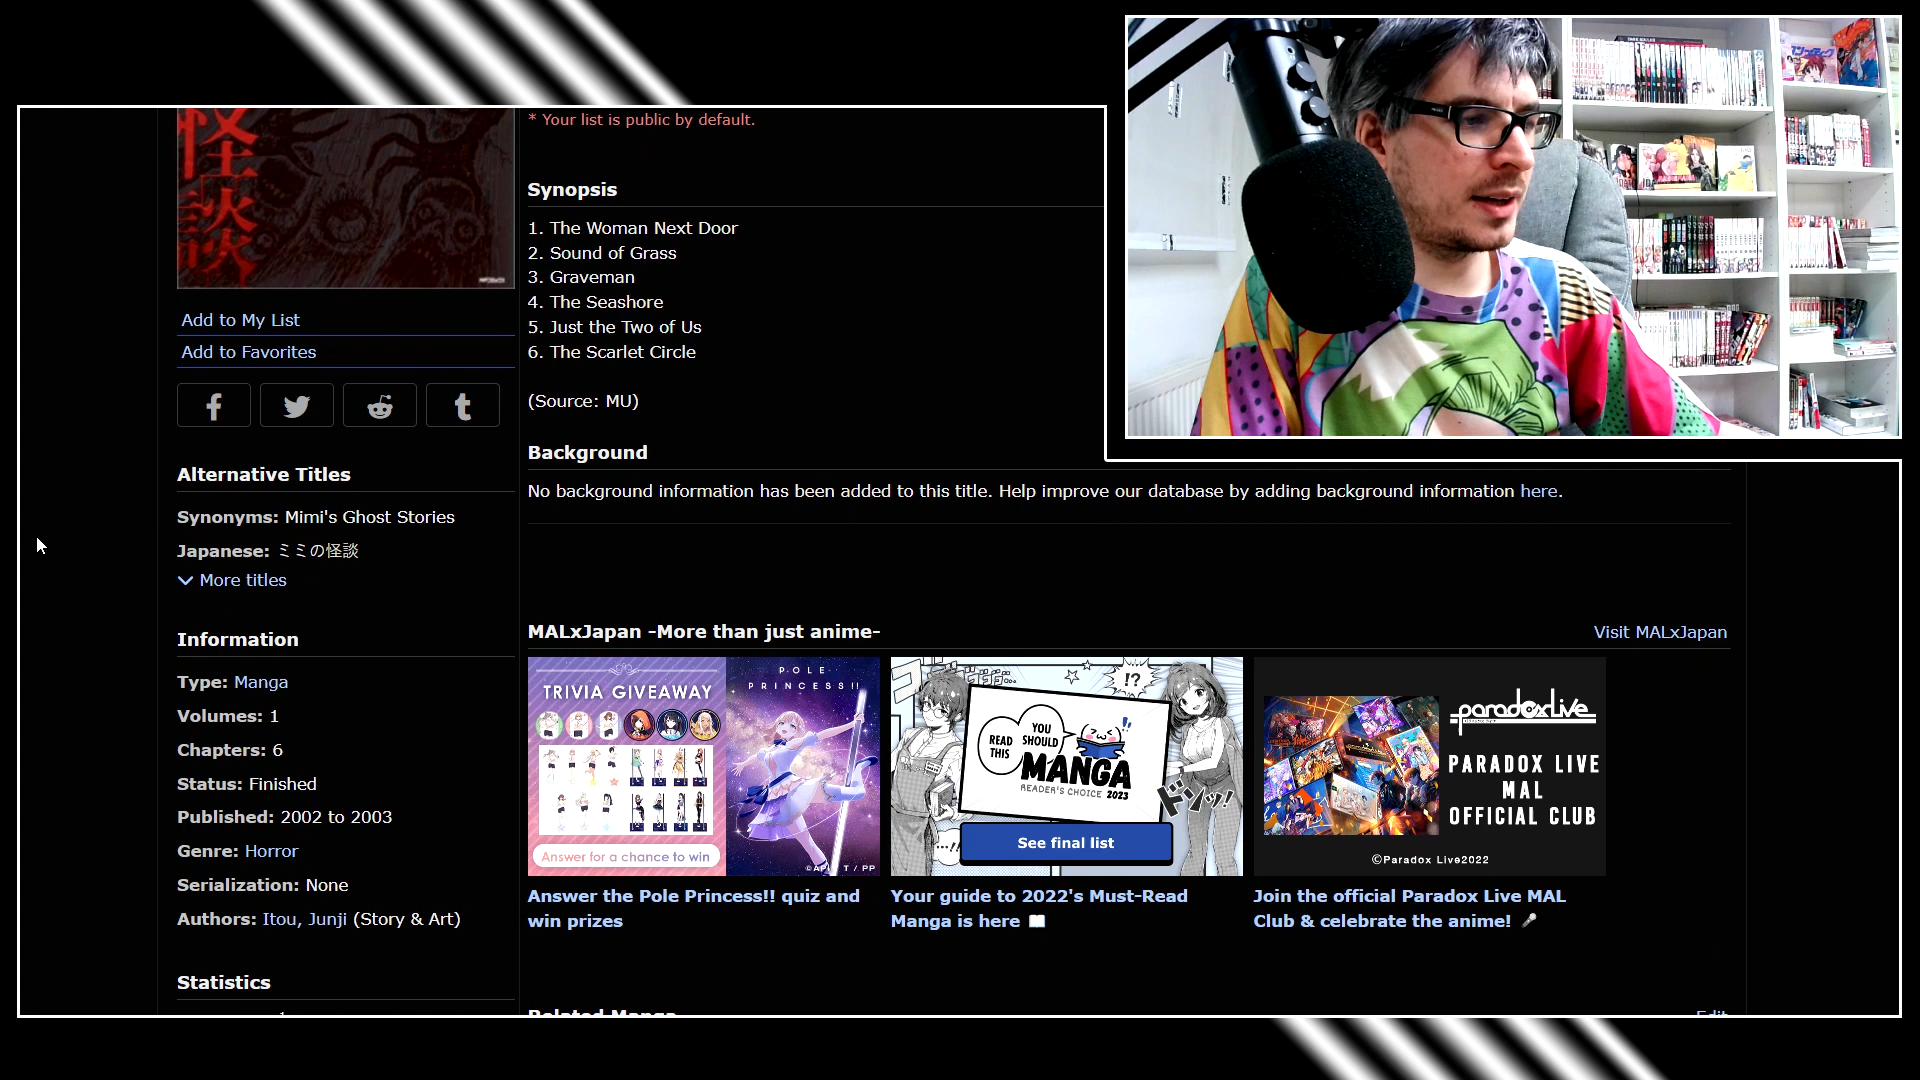 怪談
* Your list is public by default.
Synopsis
1. The Woman Next Door
2. Sound of Grass
3. Graveman
4. The Seashore
5. Just the Two of Us
6. The Scarlet Circle
(Source: MU)
Background
No background information has been added to this title. Help improve our database by adding background information here.
Add to My List
Add to Favorites
Alternative Titles
Synonyms: Mimi's Ghost Stories
Japanese: ミミの怪談
More titles
Information
Type: Manga
Volumes: 1
Chapters: 6
Status: Finished
Published: 2002 to 2003
Genre: Horror
Serialization: None
Authors: Itou, Junji (Story & Art)
Statistics
MALxJapan -More than just anime-
Visit MALxJapan
TRIVIA GIVEAWAY
Answer for a chance to win
POLE
PRINCESS!!
Answer the Pole Princess!! quiz and
win prizes
!?
READ
THIS
YOU
SHOULD
MANGA
READER'S CHOICE 2023
ドンッ!
See final list
Your guide to 2022's Must-Read
Manga is here
paradoxLive
PARADOX LIVE
MAL
OFFICIAL CLUB
©Paradox Live2022
Join the official Paradox Live MAL
Club & celebrate the anime!
Related Manga
Edit